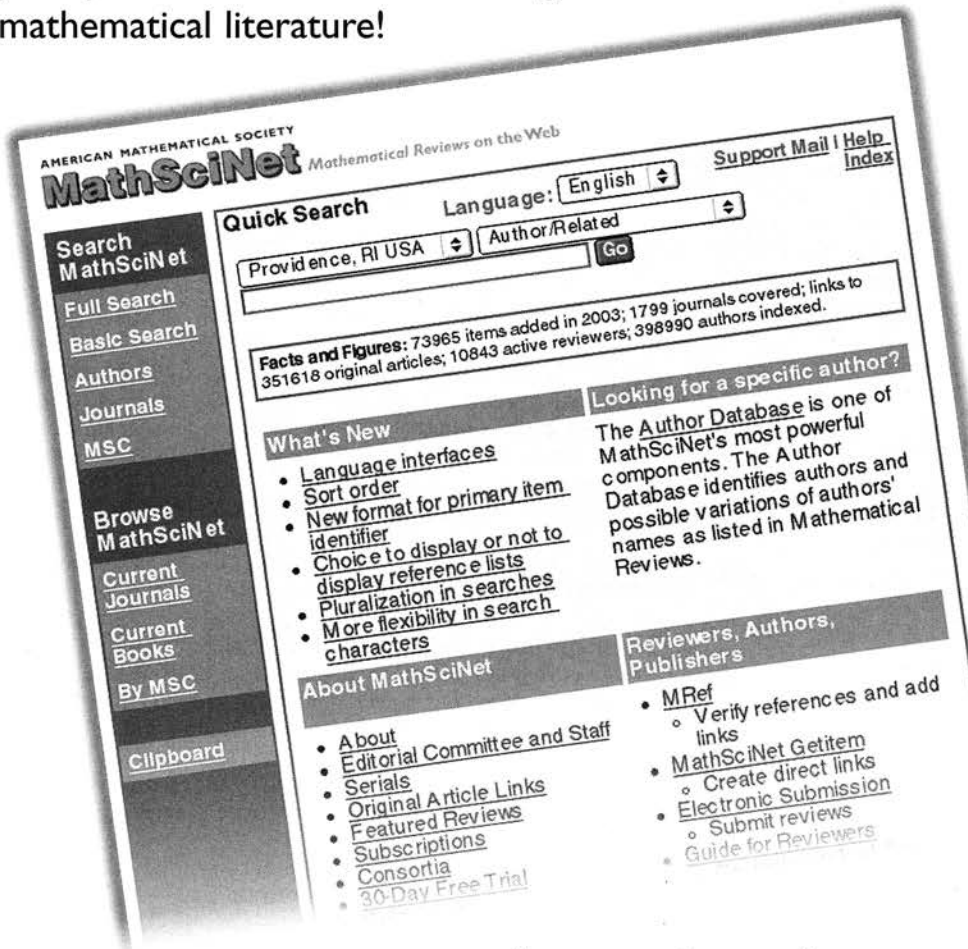 mathematical literature!
AMERICAN MATHEMATICAL SOCIETY
MathSciNet Mathematical Reviews on the Web
Support Mail | Help
Index
Search
MathSciNet
Full Search
Basic Search
Authors
Journals
MSC
Browse
MathSciNet
Current
Journals
Current
Books
By MSC
Clipboard
Quick Search Language: English
Providence, RI USA Author/Related
Go
Facts and Figures: 73965 items added in 2003; 1799 journals covered; links to
351618 original articles; 10843 active reviewers; 398990 authors indexed.
What's New
• Language interfaces
• Sort order
• New format for primary item
identifier
• Choice to display or not to
display reference lists
• Pluralization in searches
• More flexibility in search
characters
Looking for a specific author?
The Author Database is one of
MathSciNet's most powerful
components. The Author
Database identifies authors and
possible variations of authors'
names as listed in Mathematical
Reviews.
About MathSciNet
• About
• Editorial Committee and Staff
• Serials
• Original Article Links
• Featured Reviews
• Subscriptions
• Consortia
• 30-Day Free Trial
Reviewers, Authors,
Publishers
• MRef
o Verify references and add
links
• MathSciNet Getitem
o Create direct links
• Electronic Submission
o Submit reviews
• Guide for Reviewers